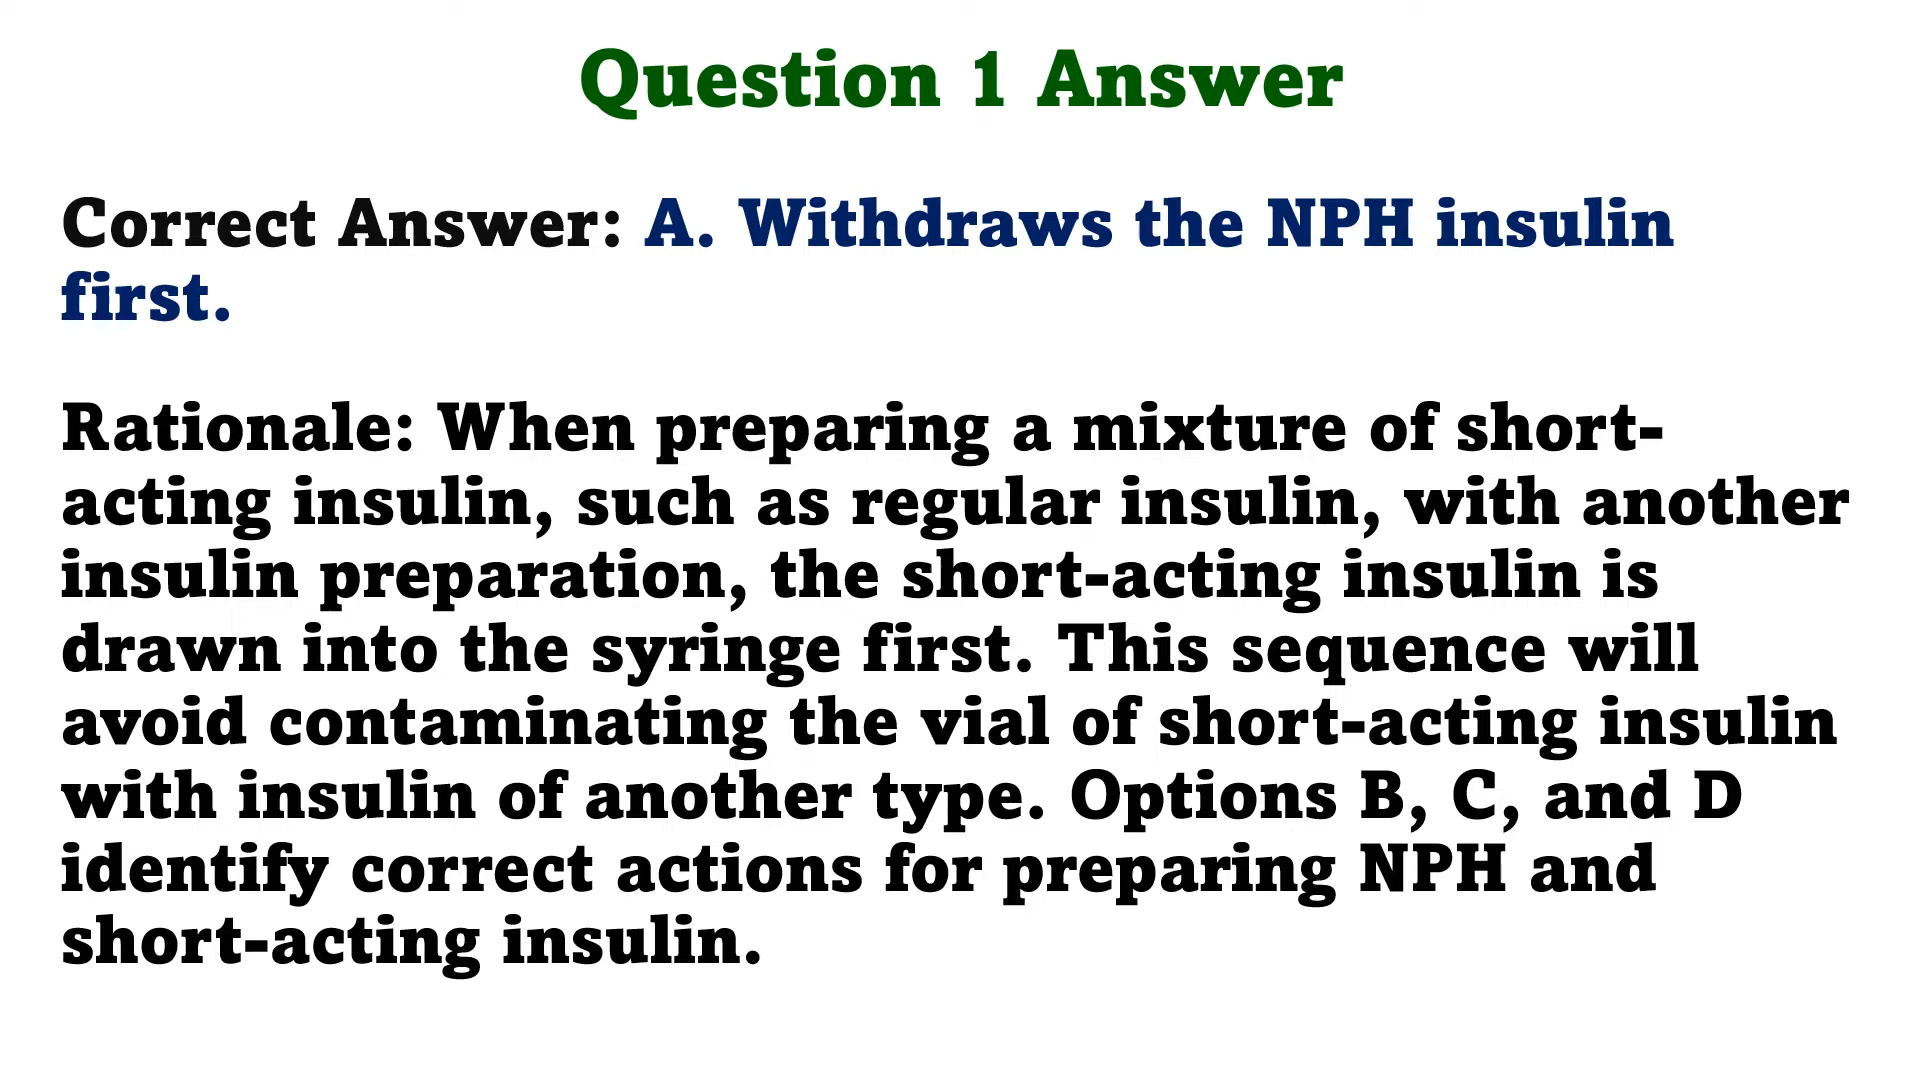 Question 1 Answer
Correct Answer: A. Withdraws the NPH insulin
first.
Rationale: When preparing a mixture of short-
acting insulin, such as regular insulin, with another
insulin preparation, the short-acting insulin is
drawn into the syringe first. This sequence will
avoid contaminating the vial of short-acting insulin
with insulin of another type. Options B, C, and D
identify correct actions for preparing NPH and
short-acting insulin.